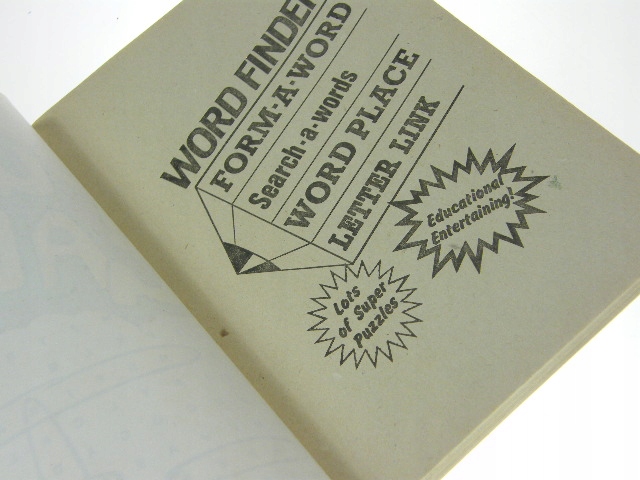 WORD FINDER
FORM-A-WORD
Search-a-words
WORD PLACE
LETTER LINK
Educational
Entertaining!
Lots
of Super
Puzzles